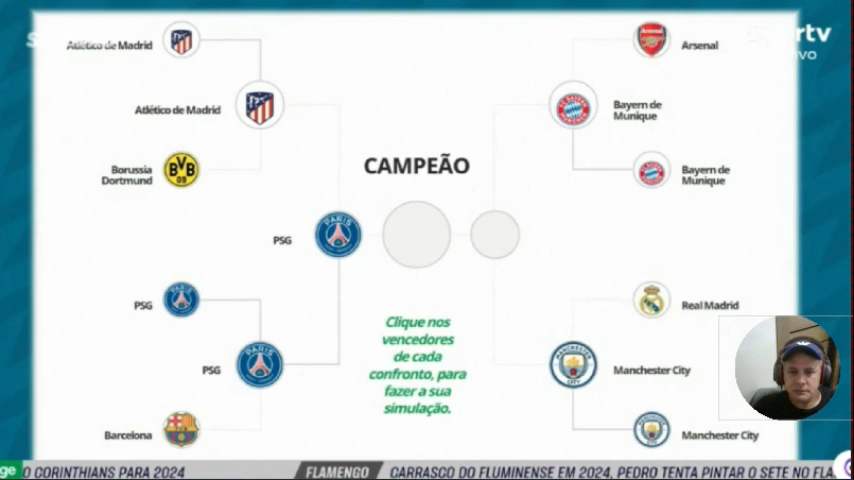 Atlético de Madrid
Atlético de Madrid
Borussia
Dortmund
PSG
PSG
PSG
Barcelona
CAMPEÃO
Clique nos
vencedores
de cada
confronto, para
fazer a sua
simulação.
Arsenal
Bayern de
Munique
Bayern de
Munique
Real Madrid
Manchester City
Manchester City
ge
O CORINTHIANS PARA 2024
FLAMENGO
CARRASCO DO FLUMINENSE EM 2024, PEDRO TENTA PINTAR O SETE NO FLA